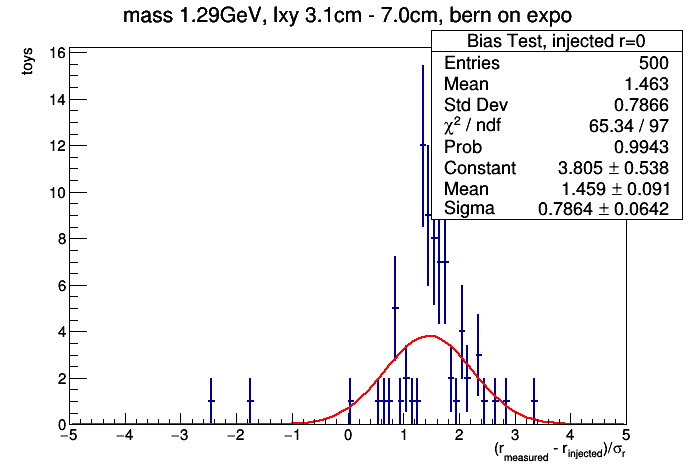 mass 1.29GeV, lxy 3.1cm - 7.0cm, bern on expo
Bias Test, injected r=0
Entries 500
Mean 1.463
Std Dev 0.7866
χ² / ndf 65.34 / 97
Prob 0.9943
Constant 3.805 ± 0.538
Mean 1.459 ± 0.091
Sigma 0.7864 ± 0.0642
toys
16
14
12
10
8
6
4
2
0
−5 −4 −3 −2 −1 0 1 2 3 4 5
(r_measured - r_injected)/σ_r